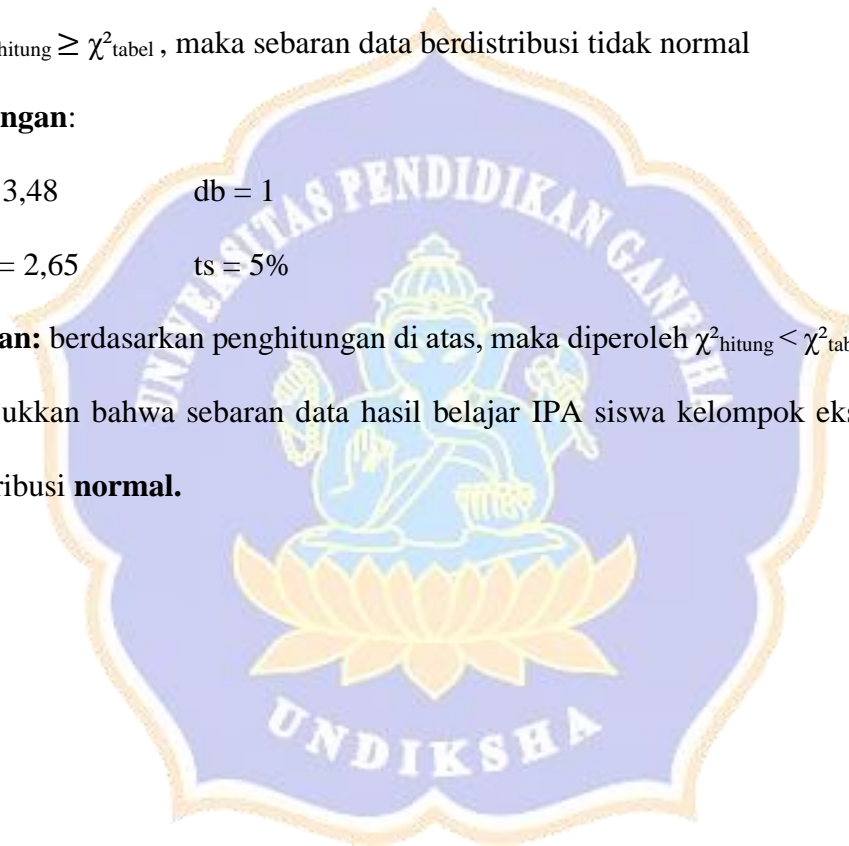 hitung ≥ χ²tabel , maka sebaran data berdistribusi tidak normal
ngan:
3,48 db = 1
= 2,65 ts = 5%
an: berdasarkan penghitungan di atas, maka diperoleh χ²hitung < χ²tab
ukkan bahwa sebaran data hasil belajar IPA siswa kelompok eks
ribusi normal.
UNIVERSITAS PENDIDIKAN GANESHA
UNDIKSHA